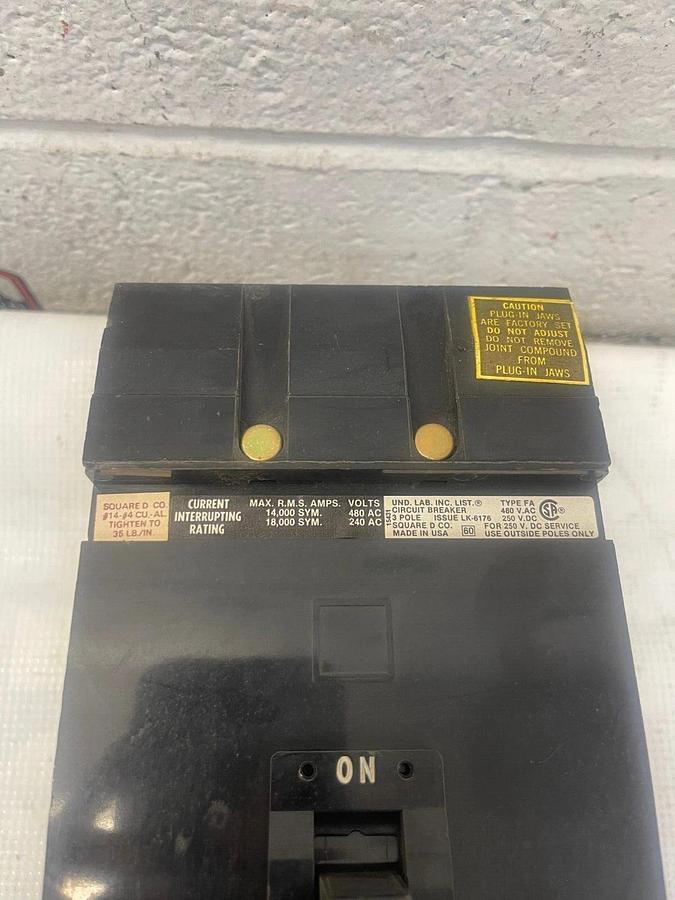 CAUTION
PLUG-IN JAWS
ARE FACTORY SET
DO NOT ADJUST
DO NOT REMOVE
JOINT COMPOUND
FROM
PLUG-IN JAWS
SQUARE D CO.
#14-#4 CU.-AL.
TIGHTEN TO
35 LB./IN.
CURRENT
INTERRUPTING
RATING
MAX. R.M.S. AMPS. VOLTS
14,000 SYM. 480 AC
18,000 SYM. 240 AC
15431
UND. LAB. INC. LIST.® TYPE FA
CIRCUIT BREAKER 480 V.AC
3 POLE ISSUE LK-6176 250 V.DC
SQUARE D CO. 60 FOR 250 V. DC SERVICE
MADE IN USA USE OUTSIDE POLES ONLY
SA®
ON